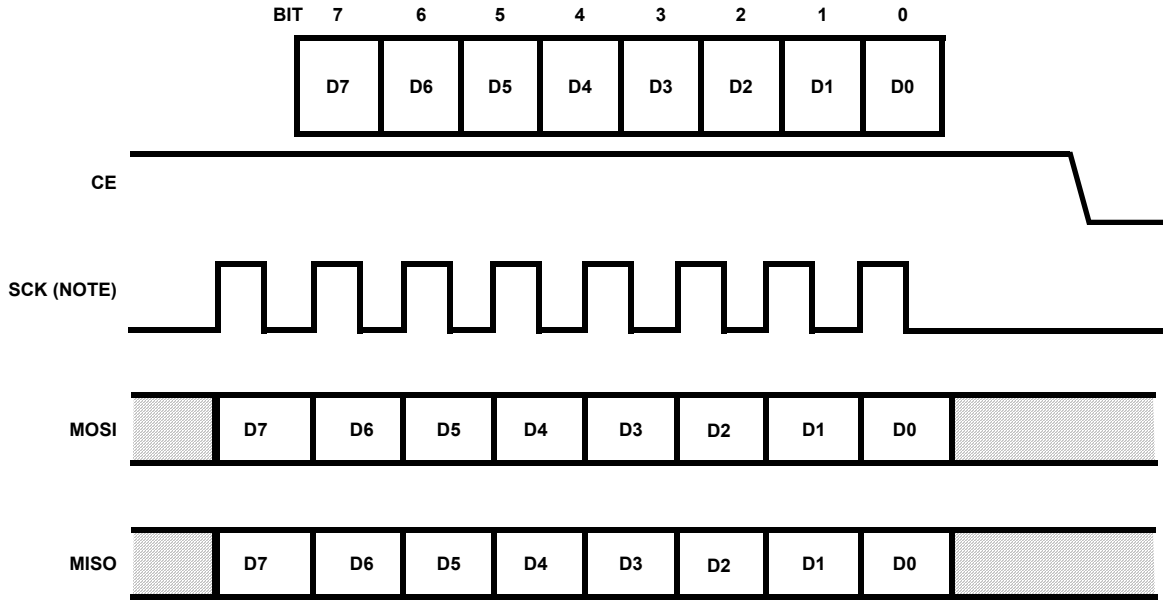 BIT 7 6 5 4 3 2 1 0
D7 D6 D5 D4 D3 D2 D1 D0
CE
SCK (NOTE)
MOSI D7 D6 D5 D4 D3 D2 D1 D0
MISO D7 D6 D5 D4 D3 D2 D1 D0